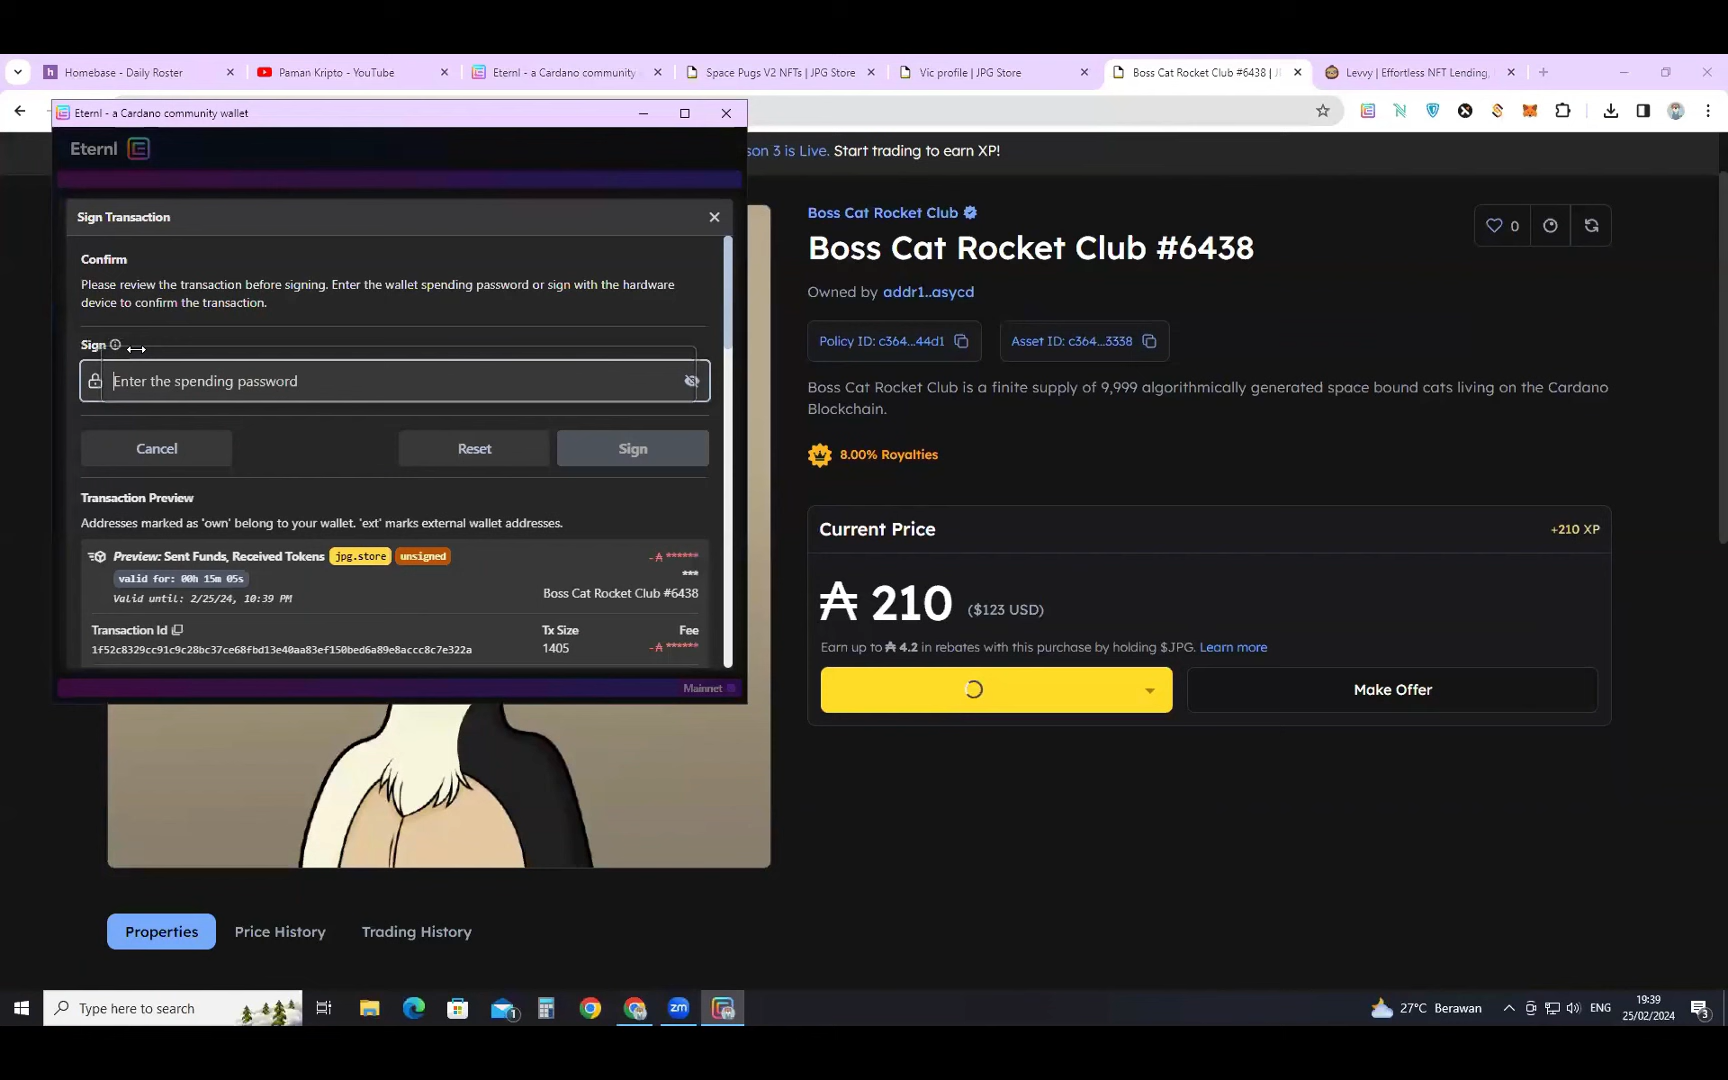 Homebase - Daily Roster
Paman Kripto - YouTube
Eternl - a Cardano community
Space Pugs V2 NFTs | JPG Store
Vic profile | JPG Store
Boss Cat Rocket Club #6438 | J
Levvy | Effortless NFT Lending,
Eternl - a Cardano community wallet
Eternl
son 3 is Live. Start trading to earn XP!
Sign Transaction
Confirm
Please review the transaction before signing. Enter the wallet spending password or sign with the hardware
device to confirm the transaction.
Sign
Enter the spending password
Cancel
Reset
Sign
Transaction Preview
Addresses marked as 'own' belong to your wallet. 'ext' marks external wallet addresses.
Preview: Sent Funds, Received Tokens jpg.store unsigned -₳ ******
valid for: 00h 15m 05s ***
Valid until: 2/25/24, 10:39 PM Boss Cat Rocket Club #6438
Transaction Id Tx Size Fee
1f52c8329cc91c9c28bc37ce68fbd13e40aa83ef150bed6a89e8accc8c7e322a 1405 -₳ ******
Mainnet
Boss Cat Rocket Club
Boss Cat Rocket Club #6438
0
Owned by addr1..asycd
Policy ID: c364...44d1
Asset ID: c364...3338
Boss Cat Rocket Club is a finite supply of 9,999 algorithmically generated space bound cats living on the Cardano
Blockchain.
8.00% Royalties
Current Price
+210 XP
₳ 210 ($123 USD)
Earn up to ₳ 4.2 in rebates with this purchase by holding $JPG. Learn more
Make Offer
Properties
Price History
Trading History
Type here to search
1
zm
27°C Berawan
ENG
19:39
25/02/2024
3